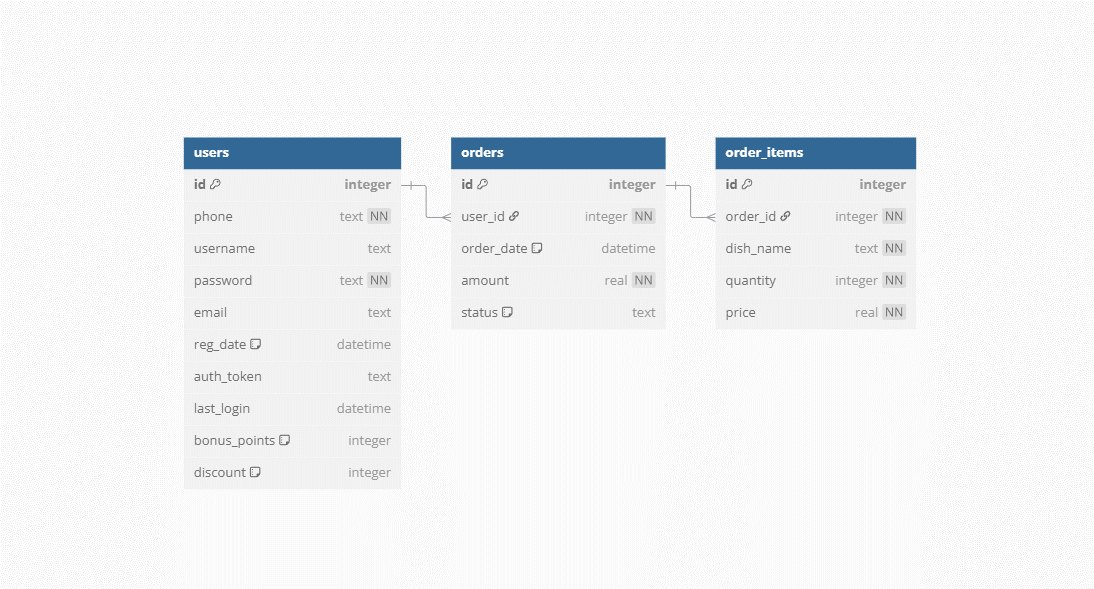 users
id integer
phone text NN
username text
password text NN
email text
reg_date datetime
auth_token text
last_login datetime
bonus_points integer
discount integer
orders
id integer
user_id integer NN
order_date datetime
amount real NN
status text
order_items
id integer
order_id integer NN
dish_name text NN
quantity integer NN
price real NN